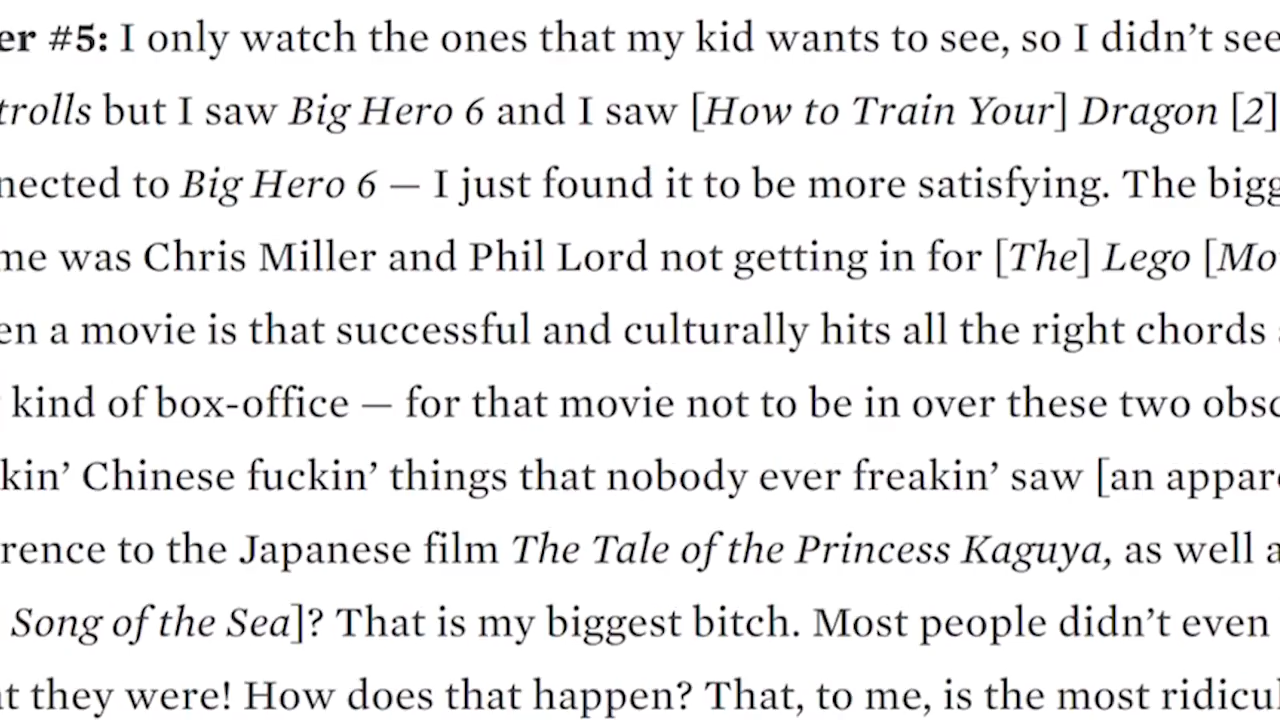 er #5: I only watch the ones that my kid wants to see, so I didn’t see
trolls but I saw Big Hero 6 and I saw [How to Train Your] Dragon [2]
nected to Big Hero 6 — I just found it to be more satisfying. The bigg
me was Chris Miller and Phil Lord not getting in for [The] Lego [Mo
en a movie is that successful and culturally hits all the right chords
kind of box-office — for that movie not to be in over these two obsc
kin’ Chinese fuckin’ things that nobody ever freakin’ saw [an appar
rence to the Japanese film The Tale of the Princess Kaguya, as well a
Song of the Sea]? That is my biggest bitch. Most people didn’t even
t they were! How does that happen? That, to me, is the most ridicul